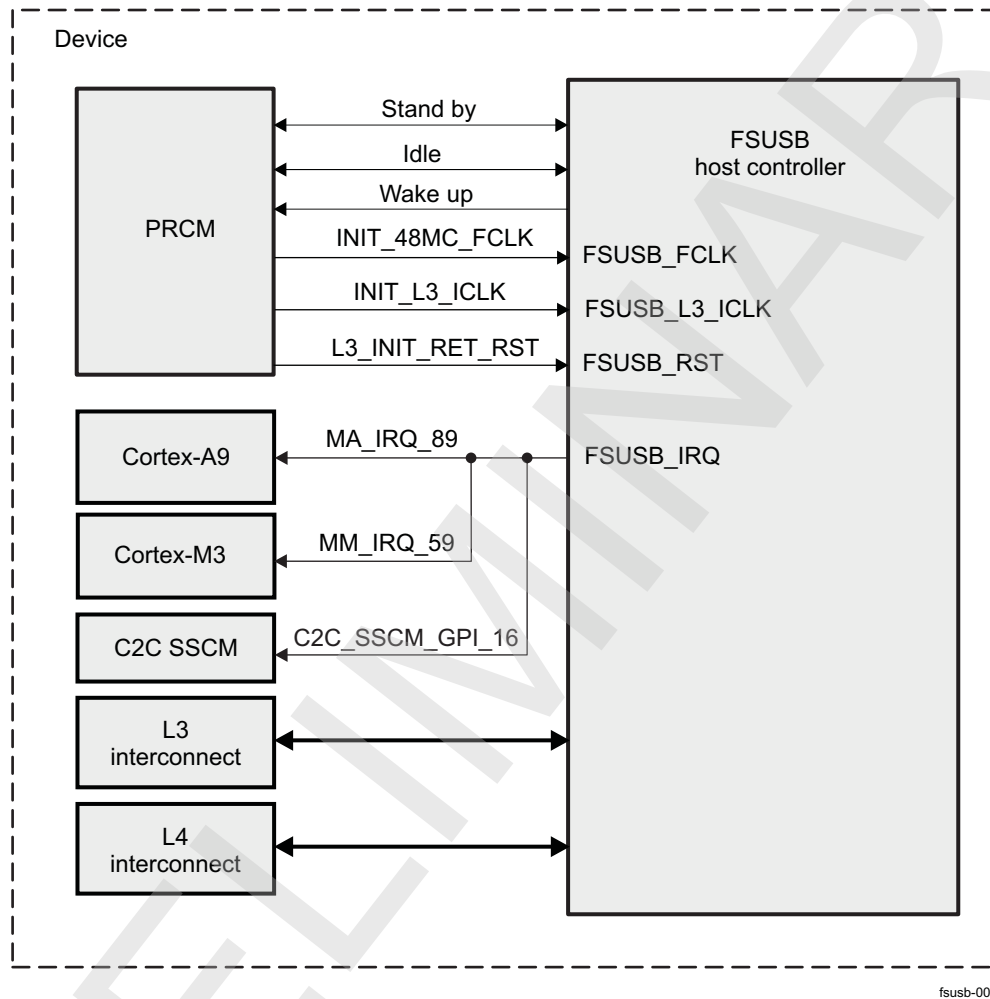 Device
PRCM
Stand by
Idle
Wake up
INIT_48MC_FCLK
INIT_L3_ICLK
L3_INIT_RET_RST
FSUSB
host controller
FSUSB_FCLK
FSUSB_L3_ICLK
FSUSB_RST
Cortex-A9
MA_IRQ_89
FSUSB_IRQ
Cortex-M3
MM_IRQ_59
C2C SSCM
C2C_SSCM_GPI_16
L3
interconnect
L4
interconnect
fsusb-00
ELIMINAR